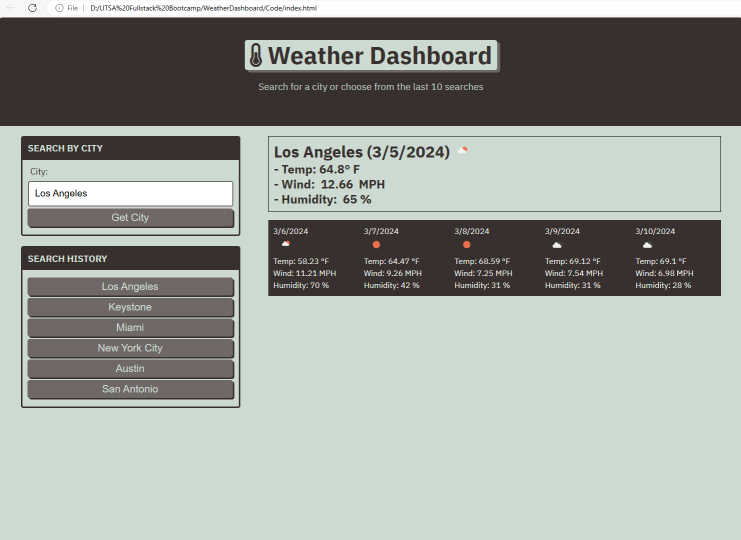 File
D:/UTSA%20Fullstack%20Bootcamp/WeatherDashboard/Code/index.html
Weather Dashboard
Search for a city or choose from the last 10 searches
SEARCH BY CITY
City:
Los Angeles
Get City
SEARCH HISTORY
Los Angeles
Keystone
Miami
New York City
Austin
San Antonio
Los Angeles (3/5/2024)
- Temp: 64.8° F
- Wind: 12.66 MPH
- Humidity: 65 %
3/6/2024
Temp: 58.23 °F
Wind: 11.21 MPH
Humidity: 70 %
3/7/2024
Temp: 64.47 °F
Wind: 9.26 MPH
Humidity: 42 %
3/8/2024
Temp: 68.59 °F
Wind: 7.25 MPH
Humidity: 31 %
3/9/2024
Temp: 69.12 °F
Wind: 7.54 MPH
Humidity: 31 %
3/10/2024
Temp: 69.1 °F
Wind: 6.98 MPH
Humidity: 28 %